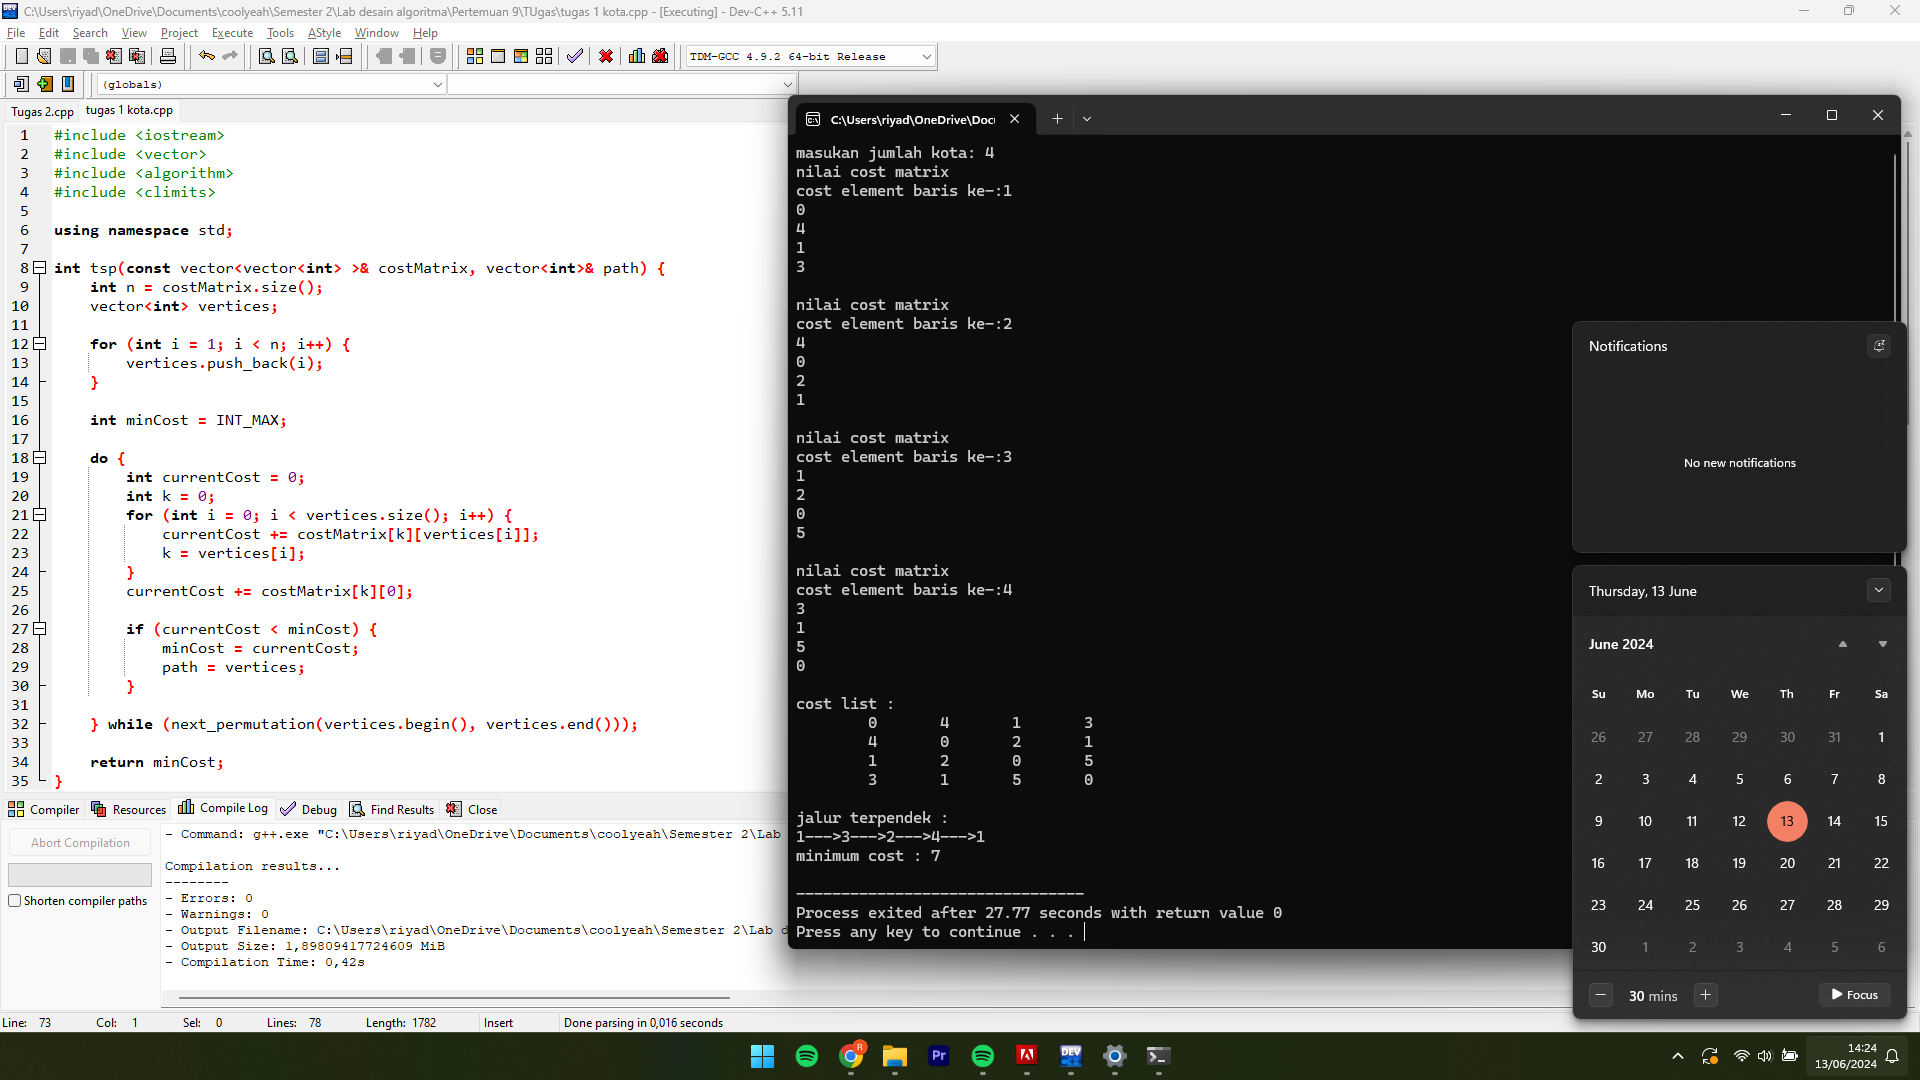 C:\Users\riyad\OneDrive\Documents\coolyeah\Semester 2\Lab desain algoritma\Pertemuan 9\TUgas\tugas 1 kota.cpp - [Executing] - Dev-C++ 5.11
File Edit Search View Project Execute Tools AStyle Window Help
TDM-GCC 4.9.2 64-bit Release
(globals)
Tugas 2.cpp tugas 1 kota.cpp
1 #include <iostream>
2 #include <vector>
3 #include <algorithm>
4 #include <climits>
5
6 using namespace std;
7
8 int tsp(const vector<vector<int> >& costMatrix, vector<int>& path) {
9 int n = costMatrix.size();
10 vector<int> vertices;
11
12 for (int i = 1; i < n; i++) {
13 vertices.push_back(i);
14 }
15
16 int minCost = INT_MAX;
17
18 do {
19 int currentCost = 0;
20 int k = 0;
21 for (int i = 0; i < vertices.size(); i++) {
22 currentCost += costMatrix[k][vertices[i]];
23 k = vertices[i];
24 }
25 currentCost += costMatrix[k][0];
26
27 if (currentCost < minCost) {
28 minCost = currentCost;
29 path = vertices;
30 }
31
32 } while (next_permutation(vertices.begin(), vertices.end()));
33
34 return minCost;
35 }
Compiler Resources Compile Log Debug Find Results Close
Abort Compilation
Shorten compiler paths
- Command: g++.exe "C:\Users\riyad\OneDrive\Documents\coolyeah\Semester 2\Lab
Compilation results...
--------
- Errors: 0
- Warnings: 0
- Output Filename: C:\Users\riyad\OneDrive\Documents\coolyeah\Semester 2\Lab d
- Output Size: 1,89809417724609 MiB
- Compilation Time: 0,42s
Line: 73 Col: 1 Sel: 0 Lines: 78 Length: 1782 Insert Done parsing in 0,016 seconds
C:\Users\riyad\OneDrive\Docu
masukan jumlah kota: 4
nilai cost matrix
cost element baris ke-:1
0
4
1
3
nilai cost matrix
cost element baris ke-:2
4
0
2
1
nilai cost matrix
cost element baris ke-:3
1
2
0
5
nilai cost matrix
cost element baris ke-:4
3
1
5
0
cost list :
0 4 1 3
4 0 2 1
1 2 0 5
3 1 5 0
jalur terpendek :
1--->3--->2--->4--->1
minimum cost : 7
--------------------------------
Process exited after 27.77 seconds with return value 0
Press any key to continue . . .
Notifications
No new notifications
Thursday, 13 June
June 2024
Su Mo Tu We Th Fr Sa
26 27 28 29 30 31 1
2 3 4 5 6 7 8
9 10 11 12 13 14 15
16 17 18 19 20 21 22
23 24 25 26 27 28 29
30 1 2 3 4 5 6
30 mins
Focus
R
Pr
DEV
14:24
13/06/2024